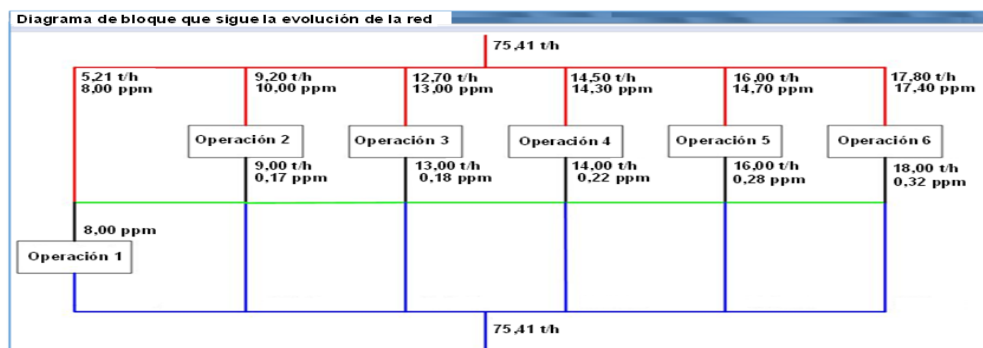 Diagrama de bloque que sigue la evolución de la red
75,41 t/h
5,21 t/h
8,00 ppm
9,20 t/h
10,00 ppm
12,70 t/h
13,00 ppm
14,50 t/h
14,30 ppm
16,00 t/h
14,70 ppm
17,80 t/h
17,40 ppm
Operación 2
Operación 3
Operación 4
Operación 5
Operación 6
9,00 t/h
0,17 ppm
13,00 t/h
0,18 ppm
14,00 t/h
0,22 ppm
16,00 t/h
0,28 ppm
18,00 t/h
0,32 ppm
8,00 ppm
Operación 1
75,41 t/h